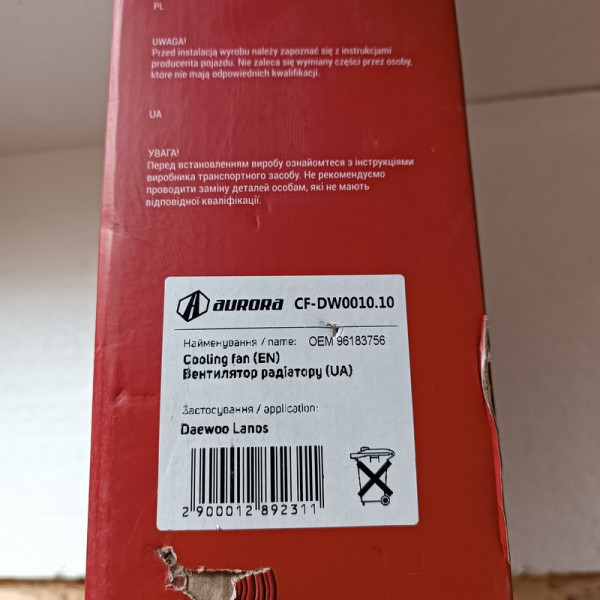 PL
UWAGA!
Przed instalacją wyrobu należy zapoznać się z instrukcjami
producenta pojazdu. Nie zaleca się wymiany części przez osoby,
które nie mają odpowiednich kwalifikacji.
UA
УВАГА!
Перед встановленням виробу ознайомтеся з інструкціями
виробника транспортного засобу. Не рекомендуємо
проводити заміну деталей особам, які не мають
відповідної кваліфікації.
AURORA CF-DW0010.10
Найменування / name: OEM 96183756
Cooling fan (EN)
Вентилятор радіатору (UA)
Застосування / application:
Daewoo Lanos
2 900012 892311